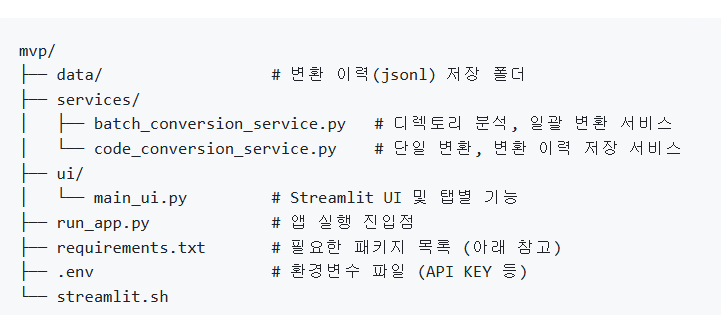 mvp/
├── data/                  # 변환 이력(jsonl) 저장 폴더
├── services/
│   ├── batch_conversion_service.py   # 디렉토리 분석, 일괄 변환 서비스
│   └── code_conversion_service.py    # 단일 변환, 변환 이력 저장 서비스
├── ui/
│   └── main_ui.py         # Streamlit UI 및 탭별 기능
├── run_app.py             # 앱 실행 진입점
├── requirements.txt       # 필요한 패키지 목록 (아래 참고)
├── .env                   # 환경변수 파일 (API KEY 등)
└── streamlit.sh